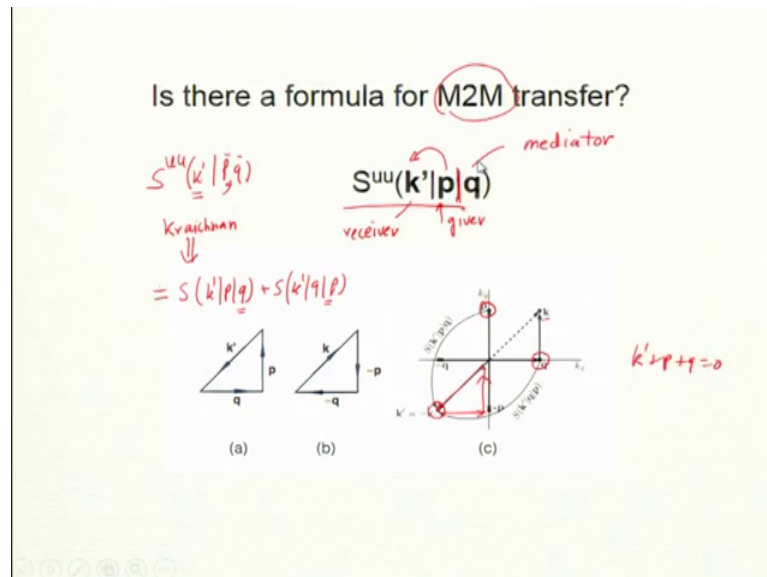 Is there a formula for M2M transfer?
mediator
S^uu(k'|p̄,q̄)
S^uu(k'|p|q)
receiver
giver
Kraichnan
= S(k'|p|q) + S(k'|q|p)
k'+p+q=0
k'
p
q
(a)
k
-p
-q
(b)
k
-q
q
-p
S(k'|p|q)
S(k'|q|p)
(c)